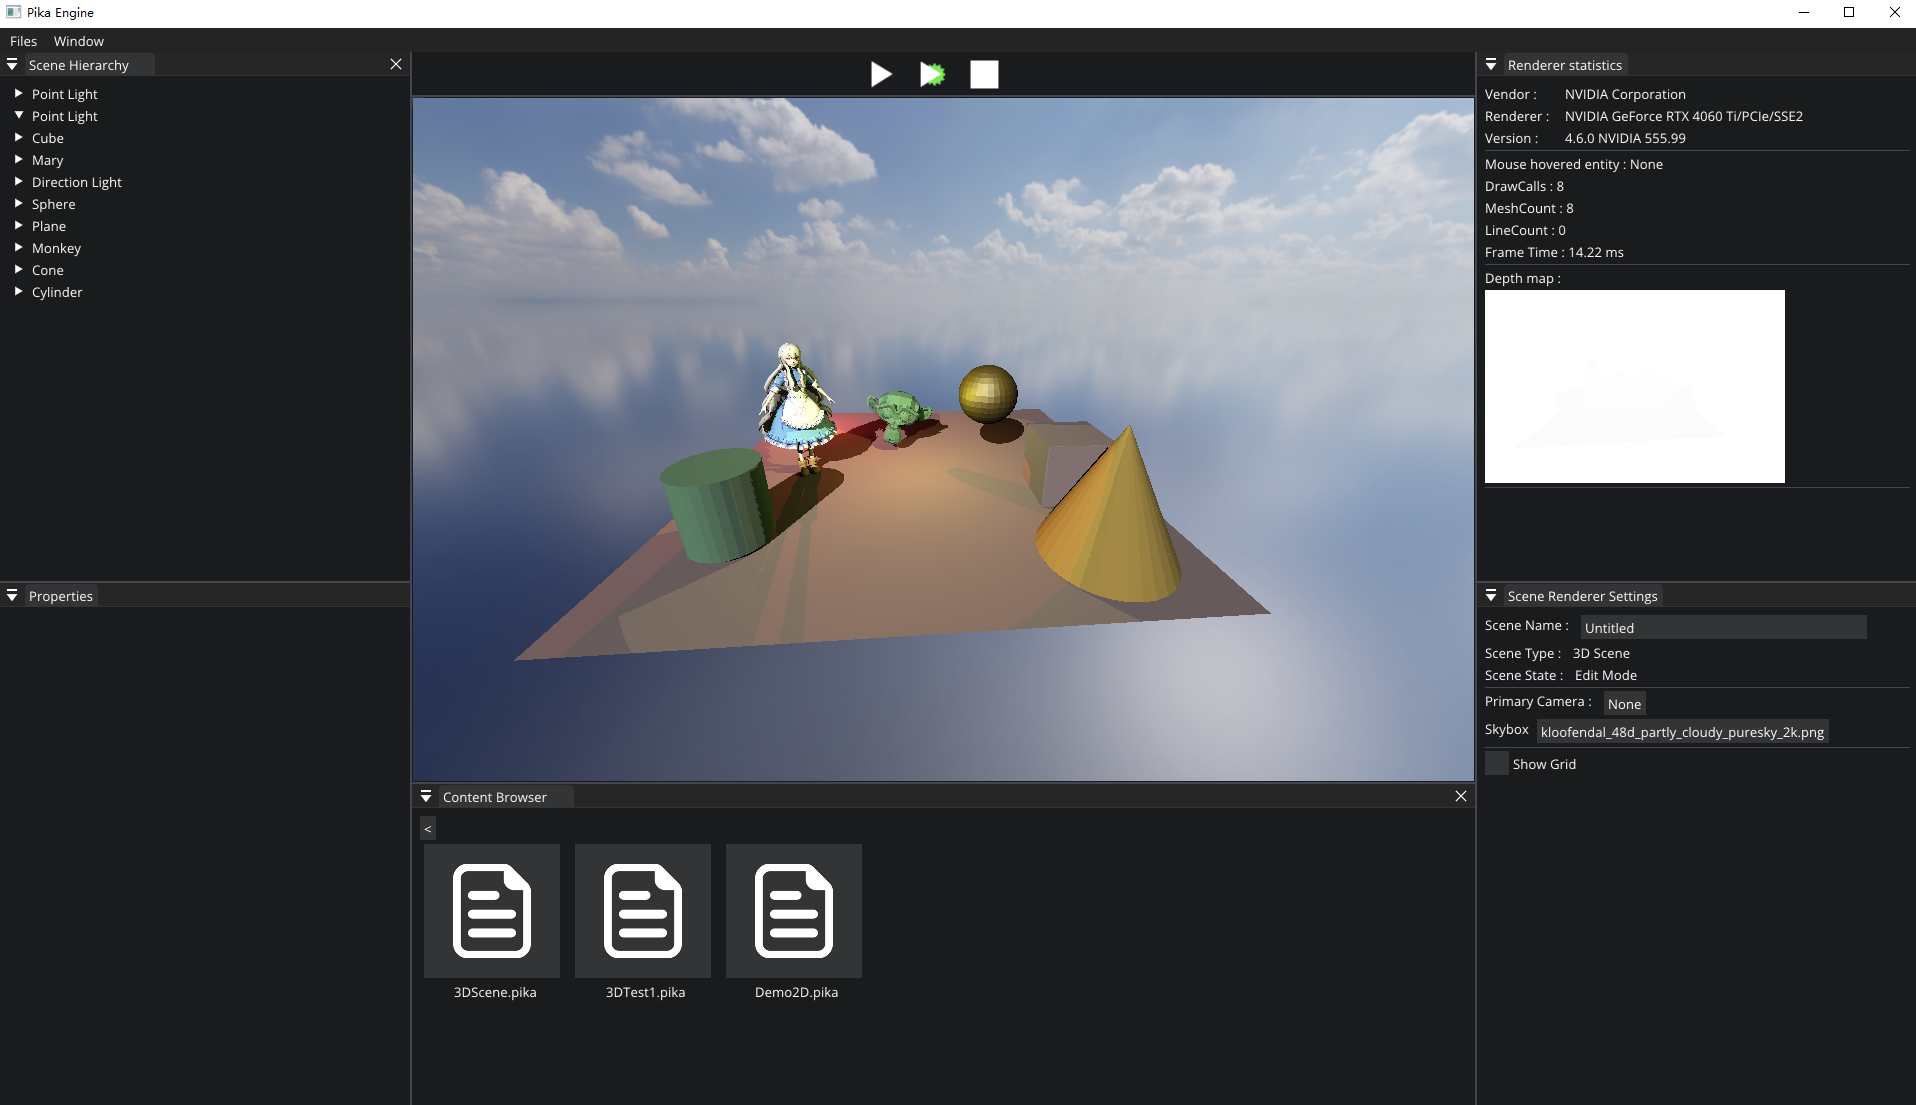 Pika Engine
Files Window
Scene Hierarchy
Point Light
Point Light
Cube
Mary
Direction Light
Sphere
Plane
Monkey
Cone
Cylinder
Properties
Renderer statistics
Vendor : NVIDIA Corporation
Renderer : NVIDIA GeForce RTX 4060 Ti/PCIe/SSE2
Version : 4.6.0 NVIDIA 555.99
Mouse hovered entity : None
DrawCalls : 8
MeshCount : 8
LineCount : 0
Frame Time : 14.22 ms
Depth map :
Scene Renderer Settings
Scene Name : Untitled
Scene Type : 3D Scene
Scene State : Edit Mode
Primary Camera : None
Skybox kloofendal_48d_partly_cloudy_puresky_2k.png
Show Grid
Content Browser
<
3DScene.pika
3DTest1.pika
Demo2D.pika